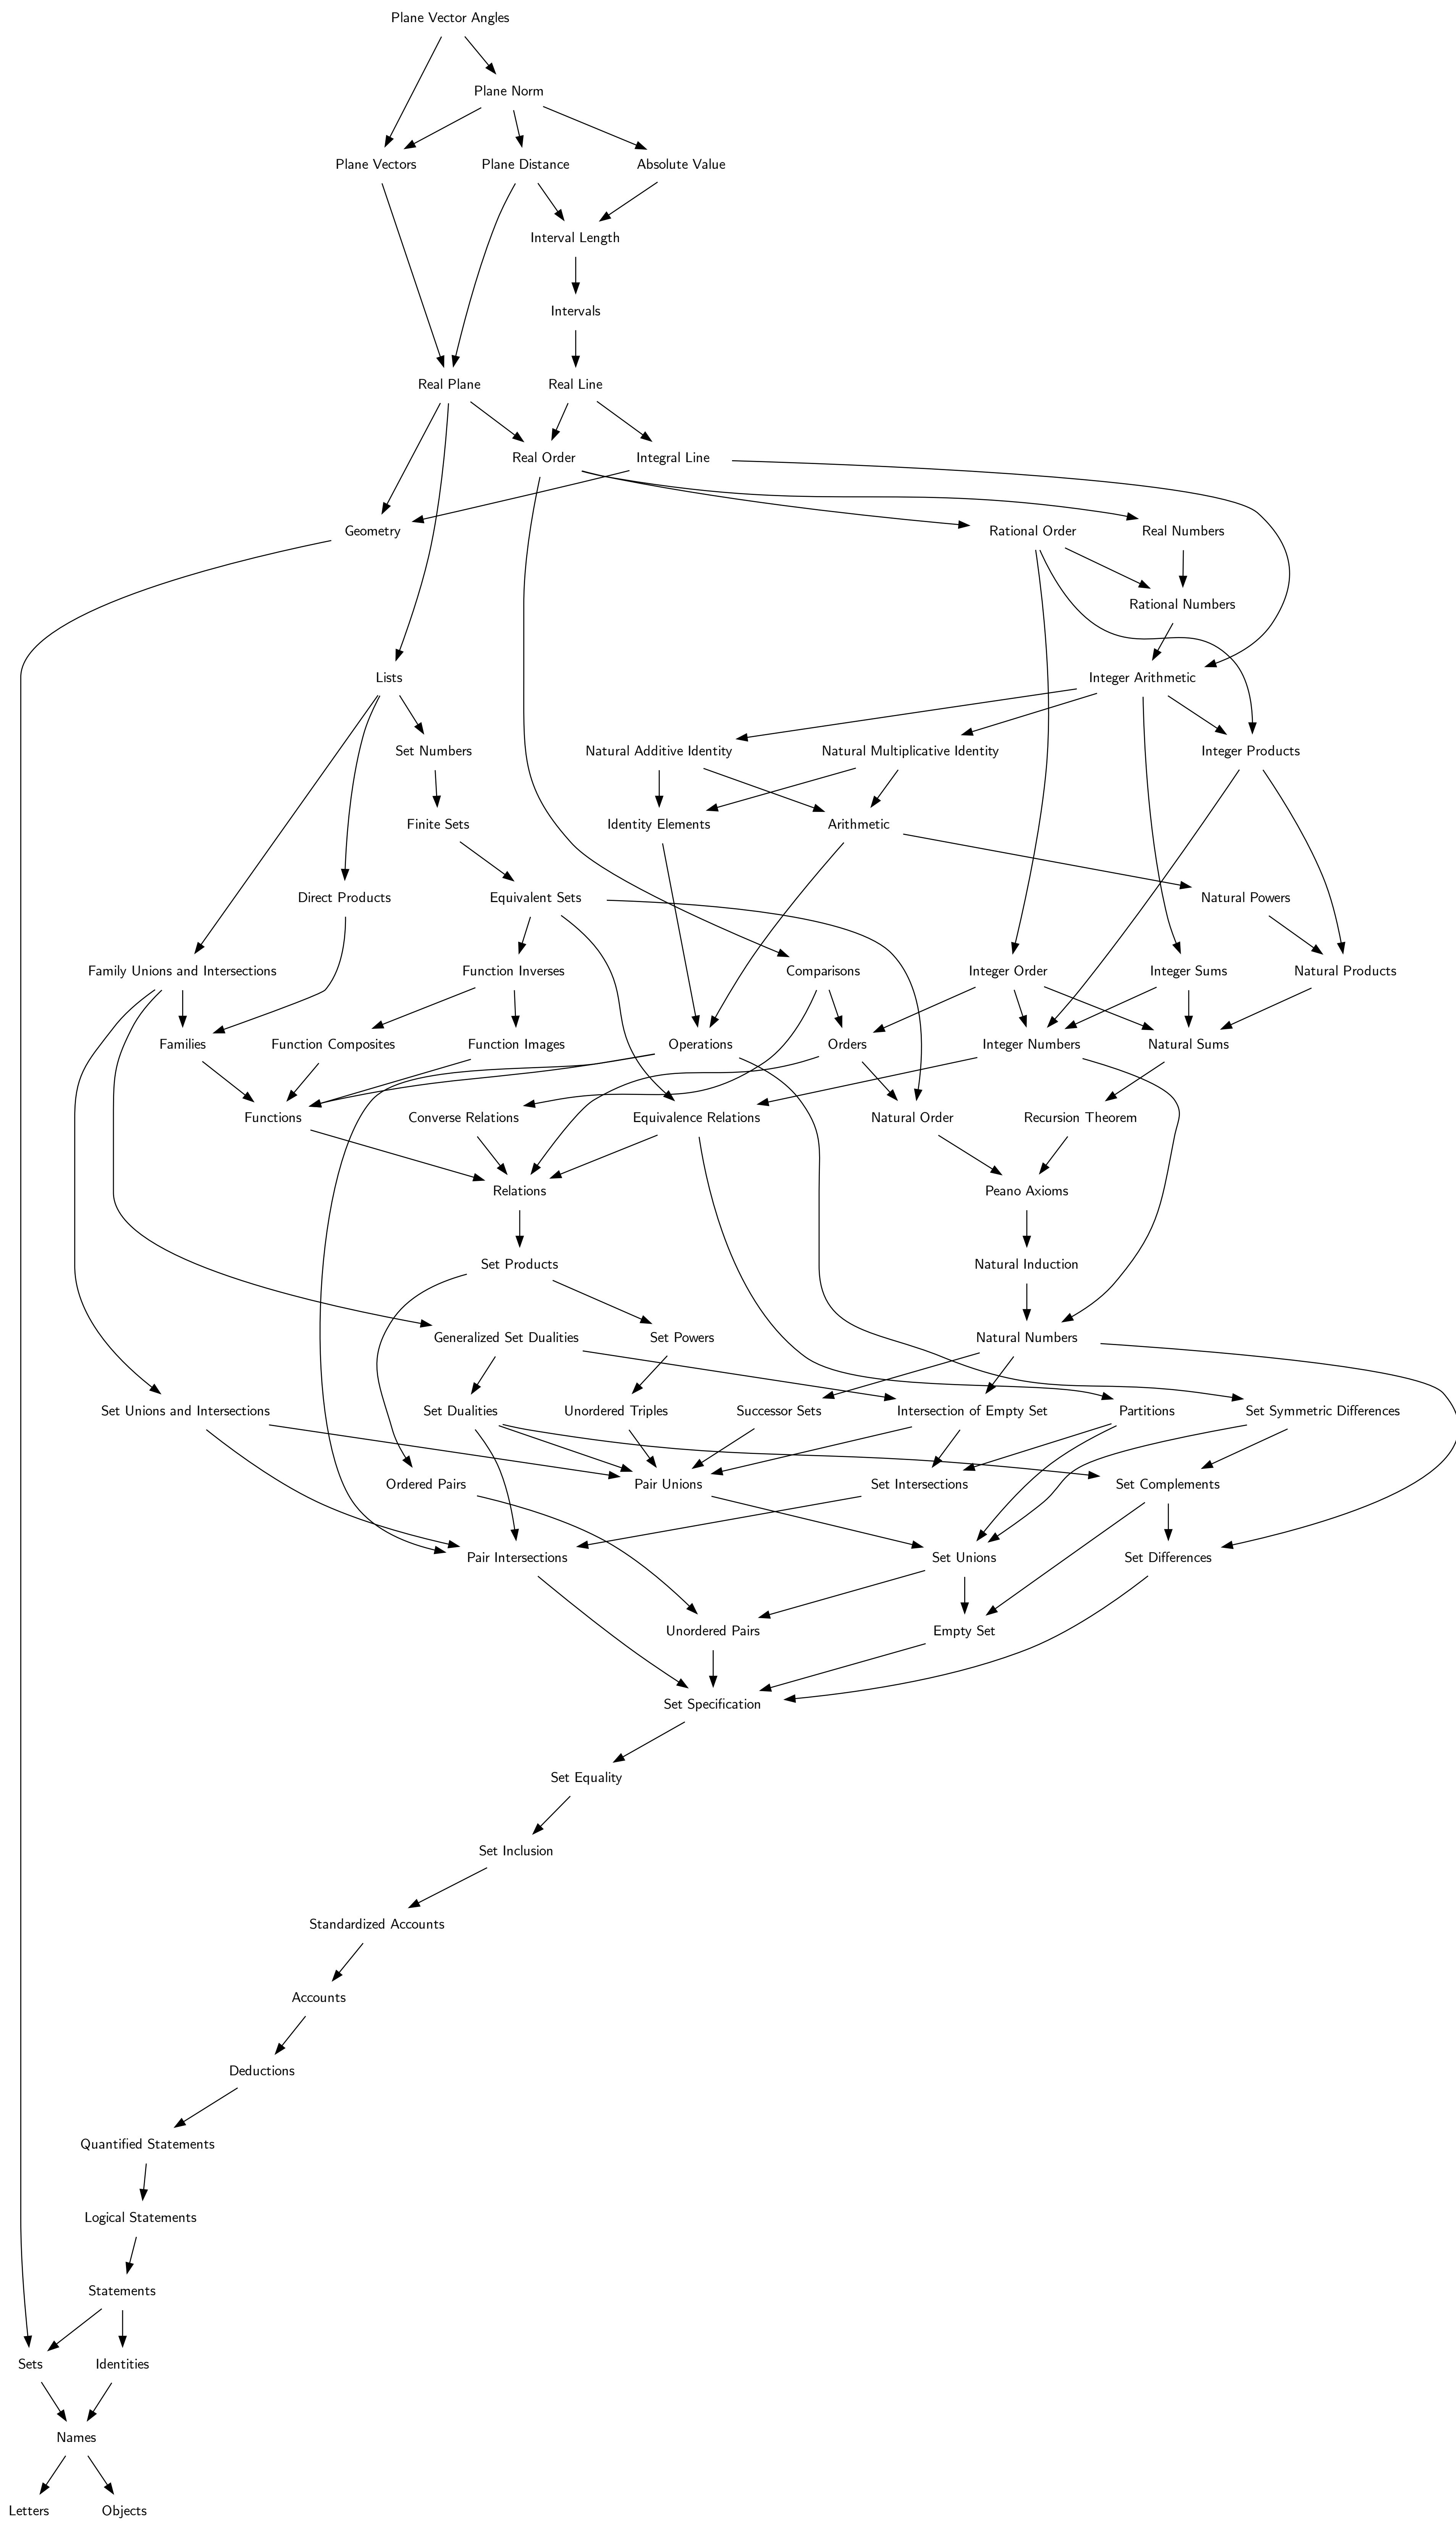 Plane Vector Angles
Plane Norm
Plane Vectors
Plane Distance
Absolute Value
Interval Length
Intervals
Real Plane
Real Line
Real Order
Integral Line
Geometry
Rational Order
Real Numbers
Rational Numbers
Lists
Integer Arithmetic
Set Numbers
Natural Additive Identity
Natural Multiplicative Identity
Integer Products
Finite Sets
Identity Elements
Arithmetic
Direct Products
Equivalent Sets
Natural Powers
Family Unions and Intersections
Function Inverses
Comparisons
Integer Order
Integer Sums
Natural Products
Families
Function Composites
Function Images
Operations
Orders
Integer Numbers
Natural Sums
Functions
Converse Relations
Equivalence Relations
Natural Order
Recursion Theorem
Relations
Peano Axioms
Set Products
Natural Induction
Generalized Set Dualities
Set Powers
Natural Numbers
Set Unions and Intersections
Set Dualities
Unordered Triples
Successor Sets
Intersection of Empty Set
Partitions
Set Symmetric Differences
Ordered Pairs
Pair Unions
Set Intersections
Set Complements
Pair Intersections
Set Unions
Set Differences
Unordered Pairs
Empty Set
Set Specification
Set Equality
Set Inclusion
Standardized Accounts
Accounts
Deductions
Quantified Statements
Logical Statements
Statements
Sets
Identities
Names
Letters
Objects